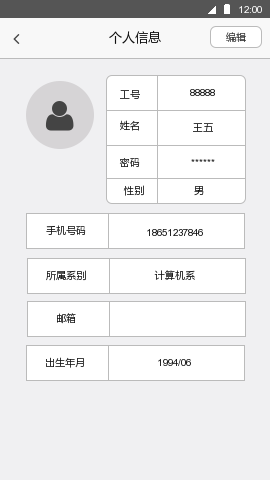 12:00
个人信息
编辑
工号 88888
姓名 王五
密码 ******
性别 男
手机号码 18651237846
所属系别 计算机系
邮箱
出生年月 1994/06